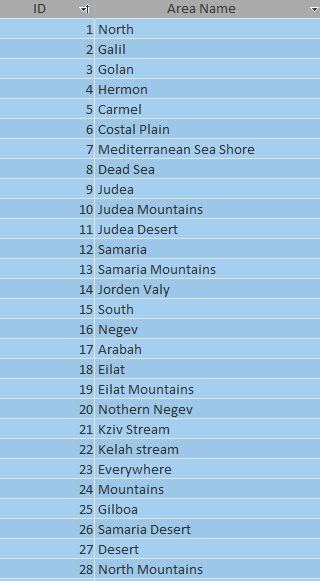 ID Area Name
1 North
2 Galil
3 Golan
4 Hermon
5 Carmel
6 Costal Plain
7 Mediterranean Sea Shore
8 Dead Sea
9 Judea
10 Judea Mountains
11 Judea Desert
12 Samaria
13 Samaria Mountains
14 Jorden Valy
15 South
16 Negev
17 Arabah
18 Eilat
19 Eilat Mountains
20 Nothern Negev
21 Kziv Stream
22 Kelah stream
23 Everywhere
24 Mountains
25 Gilboa
26 Samaria Desert
27 Desert
28 North Mountains